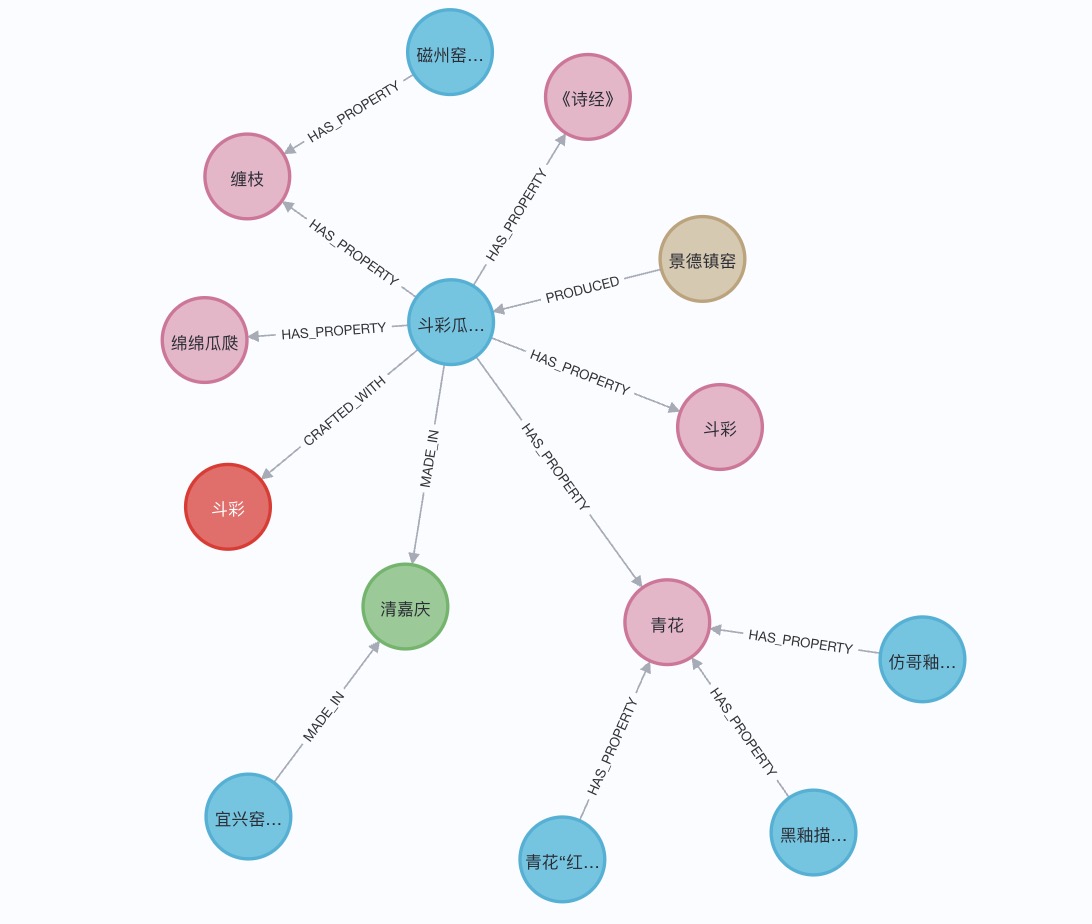 磁州窑…
《诗经》
HAS_PROPERTY
缠枝
HAS_PROPERTY
HAS_PROPERTY
景德镇窑
PRODUCED
斗彩瓜…
HAS_PROPERTY
绵绵瓜瓞
HAS_PROPERTY
CRAFTED_WITH
斗彩
MADE_IN
HAS_PROPERTY
斗彩
清嘉庆
青花
HAS_PROPERTY
仿哥釉…
MADE_IN
HAS_PROPERTY
HAS_PROPERTY
宜兴窑…
青花“红…
黑釉描…